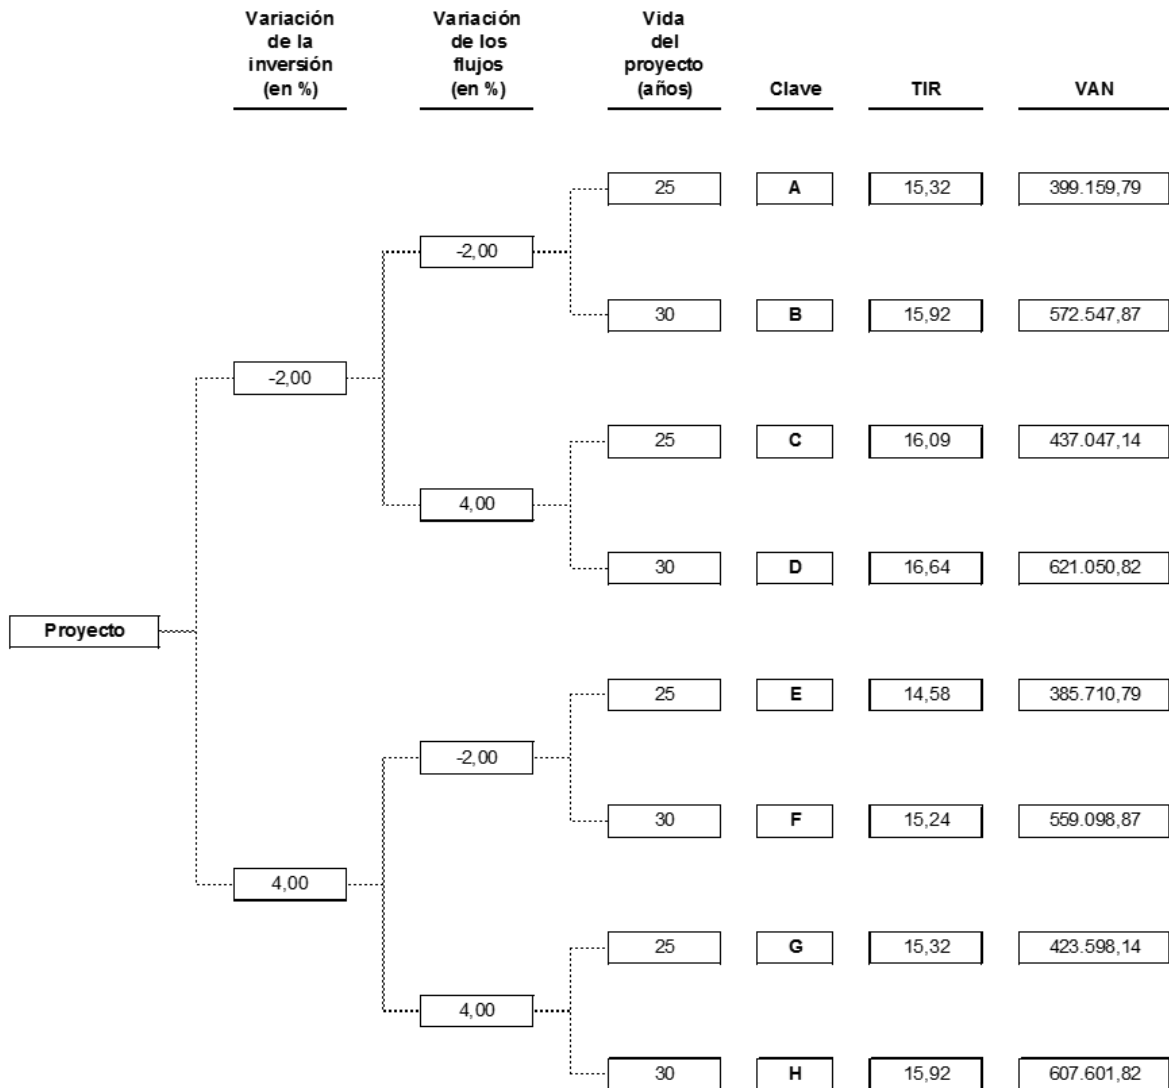 Variación de la inversión (en %)
Variación de los flujos (en %)
Vida del proyecto (años)
Clave
TIR
VAN
25 A 15,32 399.159,79
-2,00
30 B 15,92 572.547,87
-2,00
25 C 16,09 437.047,14
4,00
30 D 16,64 621.050,82
Proyecto
25 E 14,58 385.710,79
-2,00
30 F 15,24 559.098,87
4,00
25 G 15,32 423.598,14
4,00
30 H 15,92 607.601,82